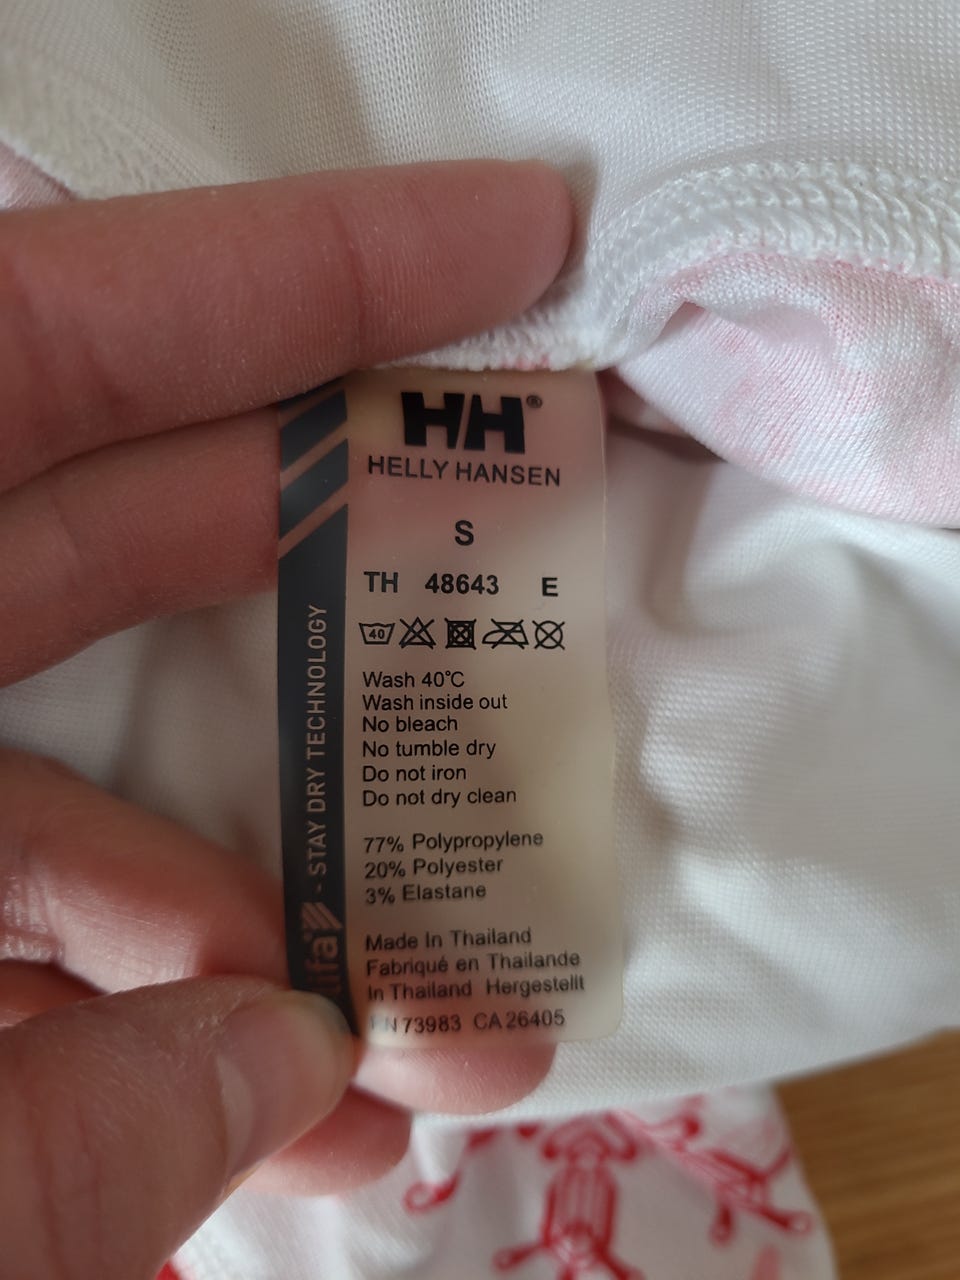 HH®
HELLY HANSEN
S
TH 48643 E
40
Wash 40°C
Wash inside out
No bleach
No tumble dry
Do not iron
Do not dry clean
77% Polypropylene
20% Polyester
3% Elastane
Made In Thailand
Fabriqué en Thailande
In Thailand Hergestellt
73983 CA 26405
- STAY DRY TECHNOLOGY